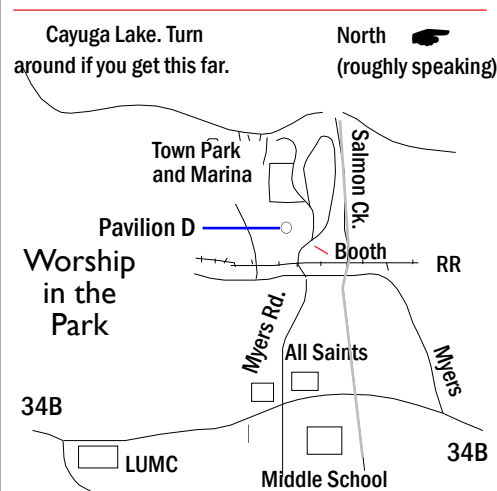 Cayuga Lake. Turn
around if you get this far.
North
(roughly speaking)
Town Park
and Marina
Salmon Ck.
Pavilion D
Booth
Worship
in the
Park
RR
Myers Rd.
All Saints
Myers
34B
34B
LUMC
Middle School